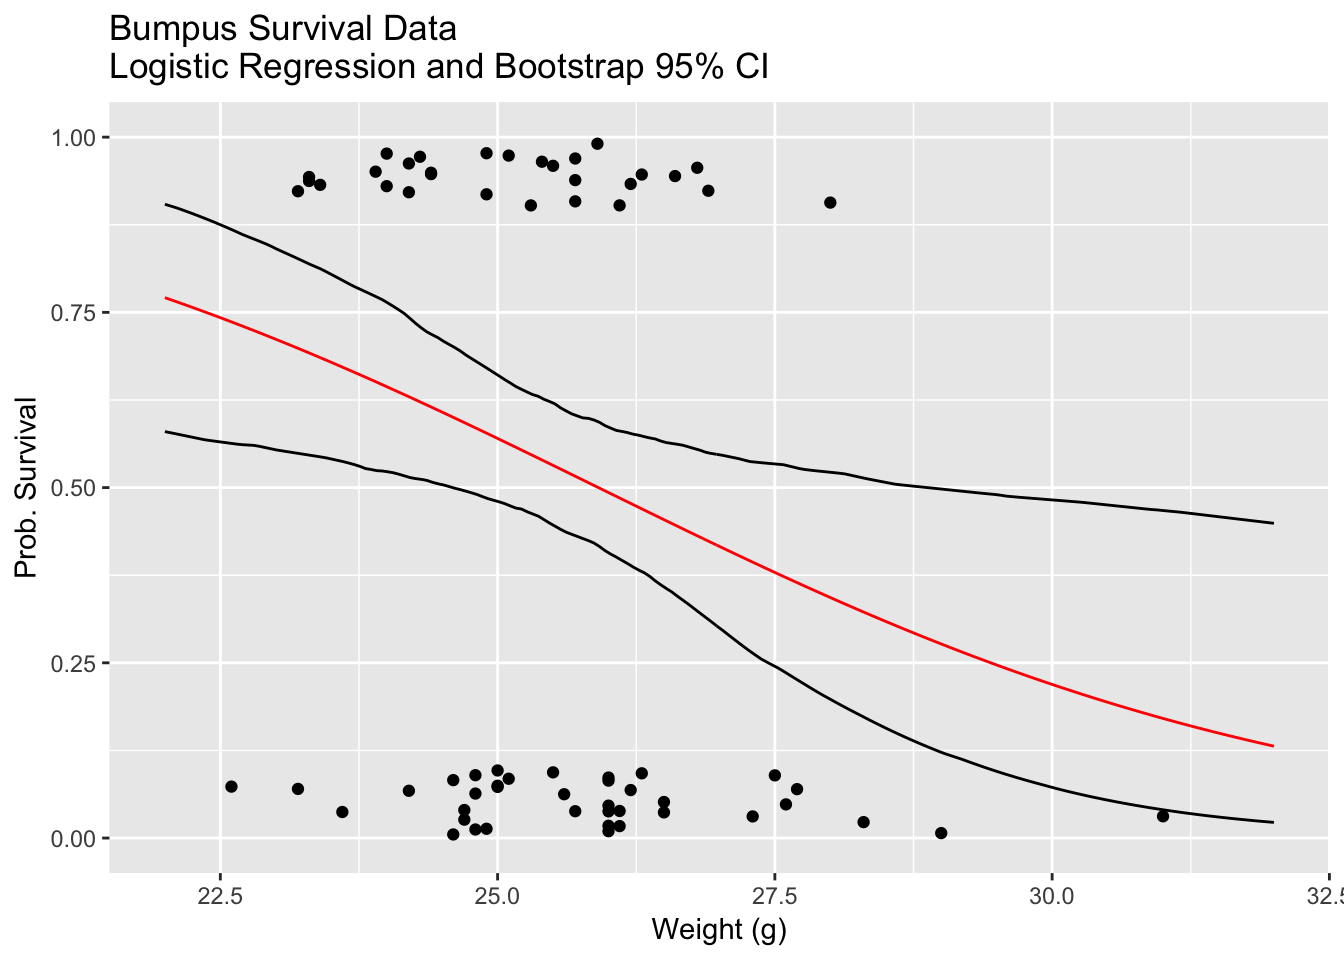 Bumpus Survival Data
Logistic Regression and Bootstrap 95% CI
Prob. Survival
1.00
0.75
0.50
0.25
0.00
22.5
25.0
27.5
30.0
32.5
Weight (g)